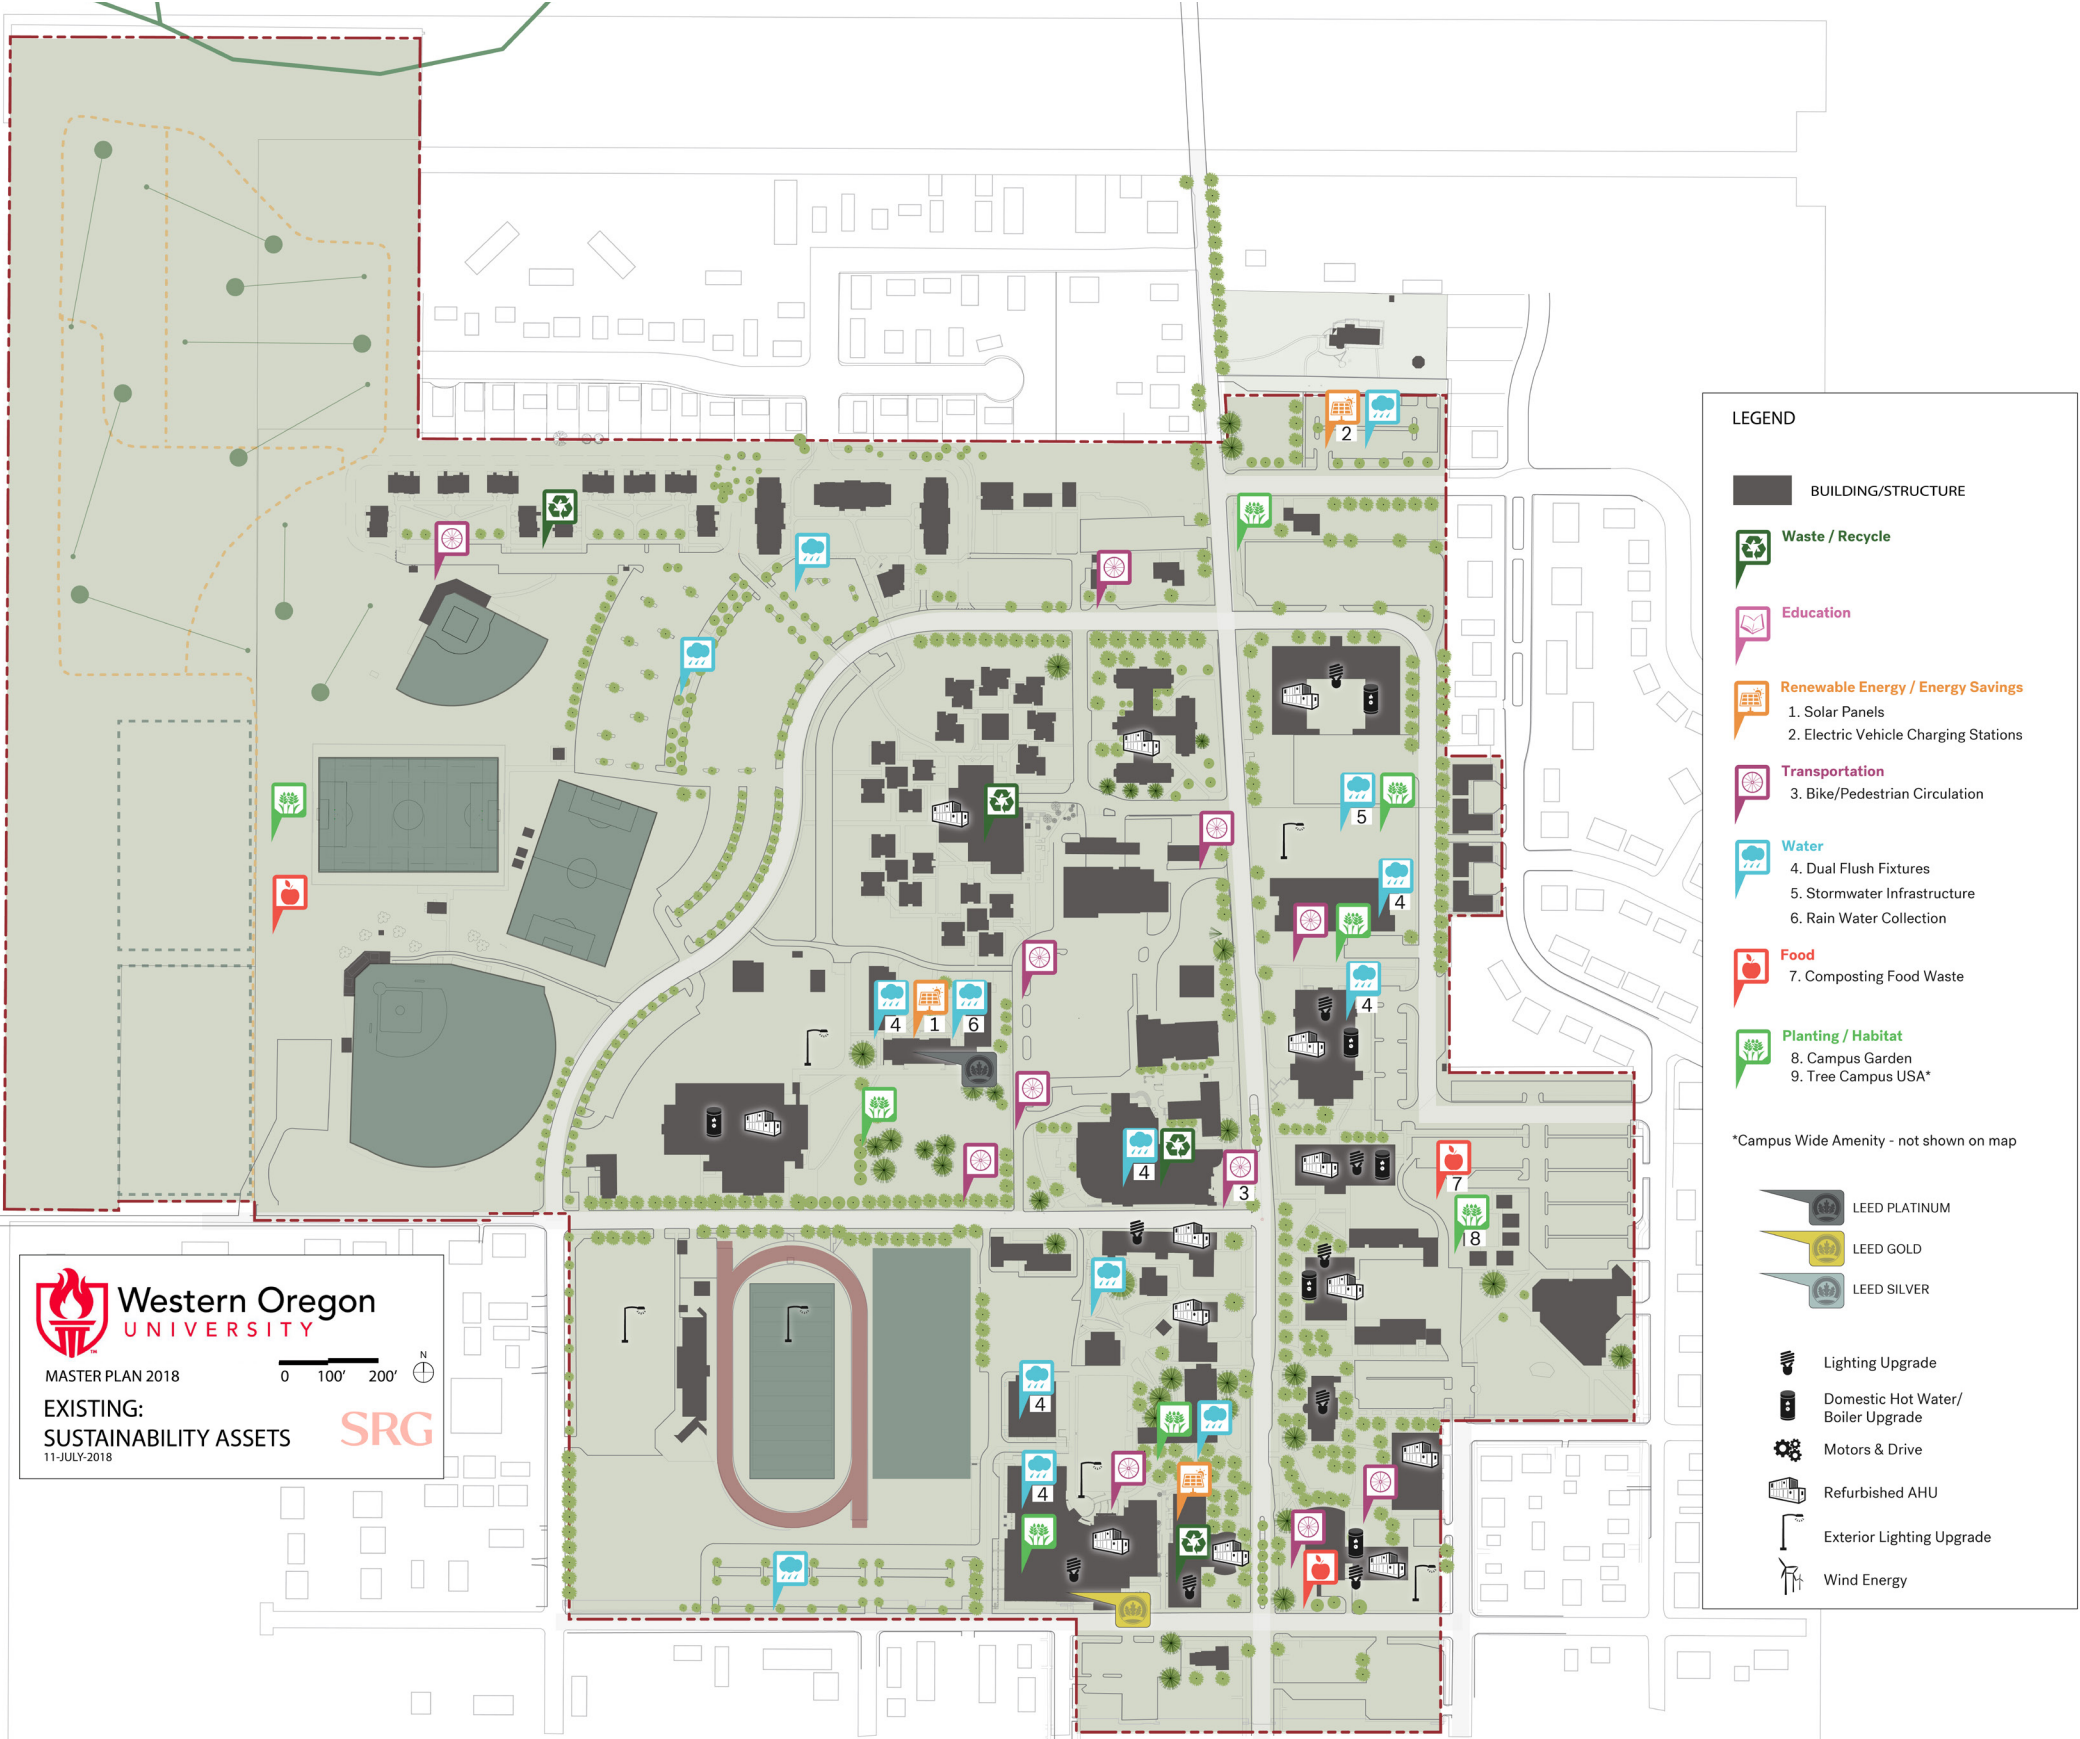 2
5
4
4
4
1
6
4
3
7
8
4
4
LEGEND
BUILDING/STRUCTURE
Waste / Recycle
Education
Renewable Energy / Energy Savings
1. Solar Panels
2. Electric Vehicle Charging Stations
Transportation
3. Bike/Pedestrian Circulation
Water
4. Dual Flush Fixtures
5. Stormwater Infrastructure
6. Rain Water Collection
Food
7. Composting Food Waste
Planting / Habitat
8. Campus Garden
9. Tree Campus USA*
*Campus Wide Amenity - not shown on map
LEED PLATINUM
LEED GOLD
LEED SILVER
Lighting Upgrade
Domestic Hot Water/
Boiler Upgrade
Motors & Drive
Refurbished AHU
Exterior Lighting Upgrade
Wind Energy
Western Oregon
UNIVERSITY
TM
MASTER PLAN 2018
0 100' 200'
N
EXISTING:
SUSTAINABILITY ASSETS
11-JULY-2018
SRG